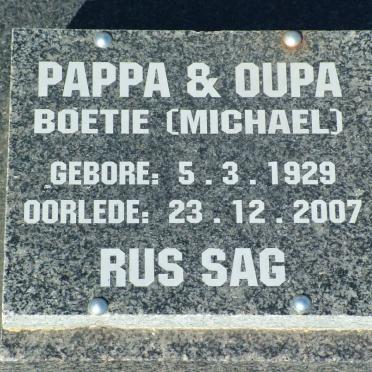 PAPPA & OUPA
BOETIE (MICHAEL)
GEBORE: 5 . 3 . 1929
OORLEDE: 23 . 12 . 2007
RUS SAG